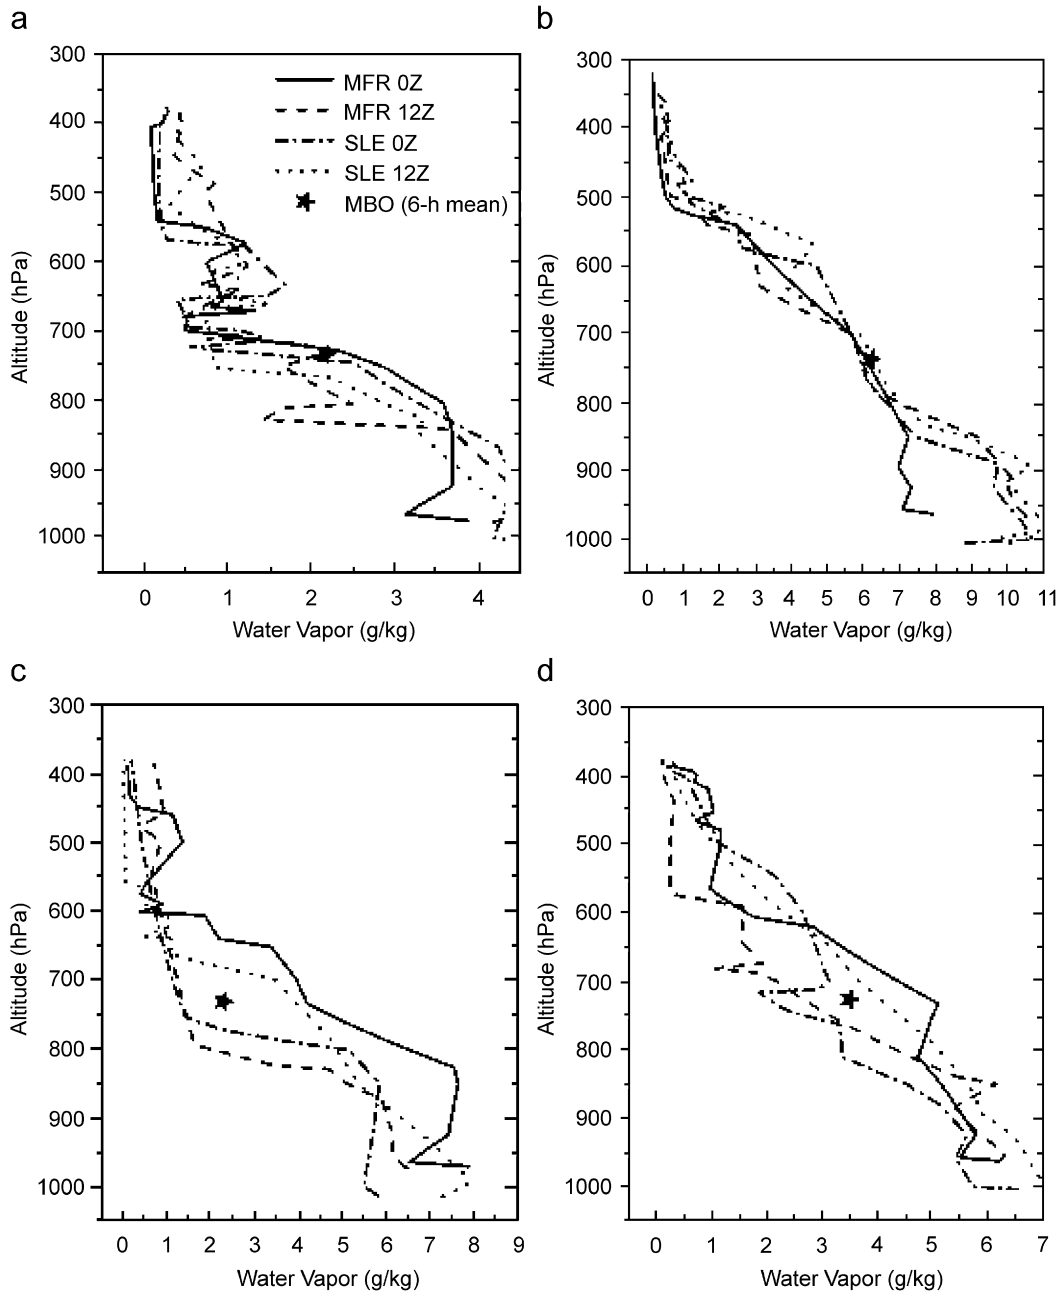 a
300
400
500
600
700
800
900
1000
Altitude (hPa)
MFR 0Z
MFR 12Z
SLE 0Z
SLE 12Z
MBO (6-h mean)
0 1 2 3 4
Water Vapor (g/kg)
b
300
400
500
600
700
800
900
1000
Altitude (hPa)
0 1 2 3 4 5 6 7 8 9 10 11
Water Vapor (g/kg)
c
300
400
500
600
700
800
900
1000
Altitude (hPa)
0 1 2 3 4 5 6 7 8 9
Water Vapor (g/kg)
d
300
400
500
600
700
800
900
1000
Altitude (hPa)
0 1 2 3 4 5 6 7
Water Vapor (g/kg)